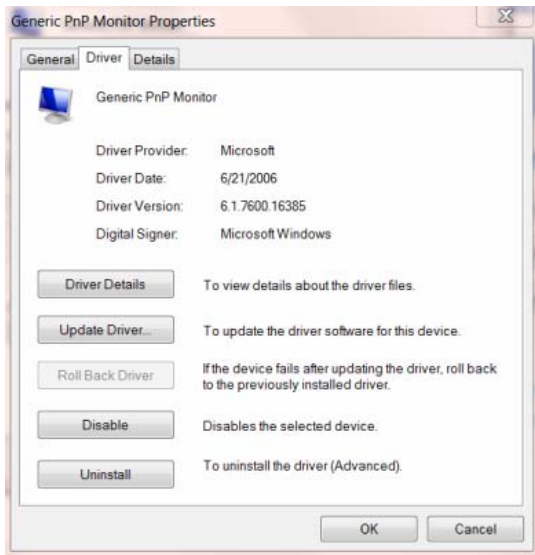 Generic PnP Monitor Properties
General Driver Details
Generic PnP Monitor
Driver Provider: Microsoft
Driver Date: 6/21/2006
Driver Version: 6.1.7600.16385
Digital Signer: Microsoft Windows
Driver Details To view details about the driver files.
Update Driver... To update the driver software for this device.
Roll Back Driver If the device fails after updating the driver, roll back
to the previously installed driver.
Disable Disables the selected device.
Uninstall To uninstall the driver (Advanced).
OK Cancel